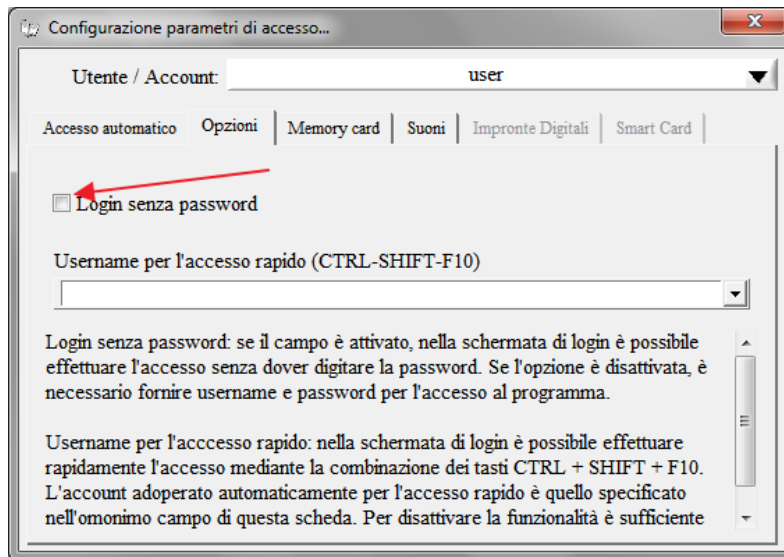 Configurazione parametri di accesso...
Utente / Account: user
Accesso automatico Opzioni Memory card Suoni Impronte Digitali Smart Card
Login senza password
Username per l'accesso rapido (CTRL-SHIFT-F10)
Login senza password: se il campo è attivato, nella schermata di login è possibile
effettuare l'accesso senza dover digitare la password. Se l'opzione è disattivata, è
necessario fornire username e password per l'accesso al programma.
Username per l'acccesso rapido: nella schermata di login è possibile effettuare
rapidamente l'accesso mediante la combinazione dei tasti CTRL + SHIFT + F10.
L'account adoperato automaticamente per l'accesso rapido è quello specificato
nell'omonimo campo di questa scheda. Per disattivare la funzionalità è sufficiente